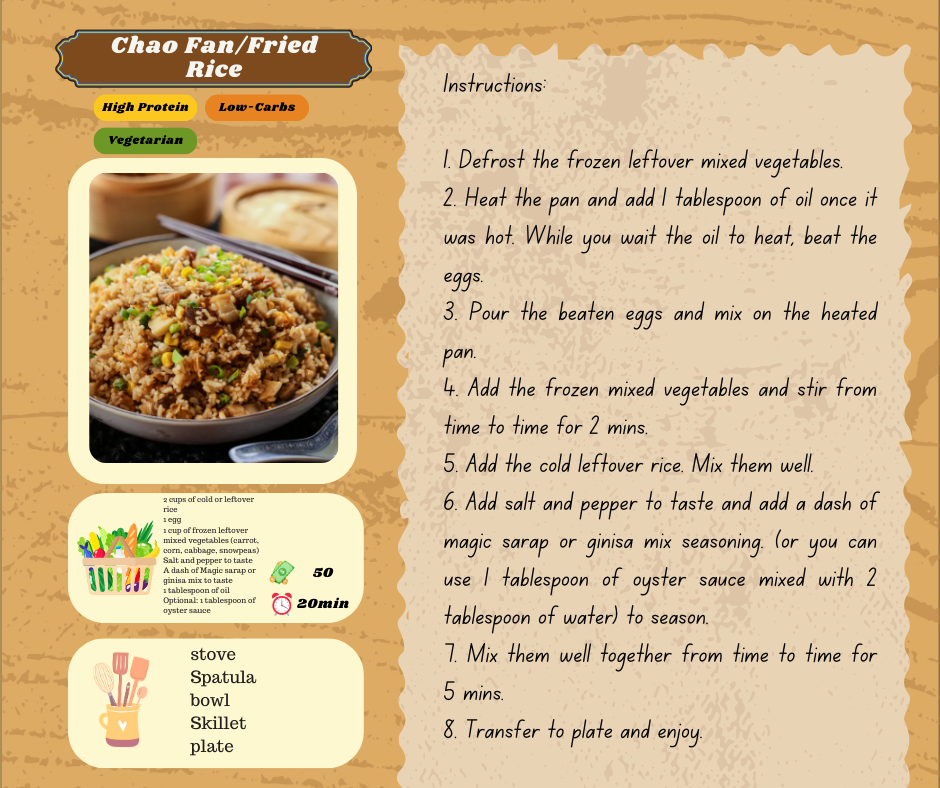 Chao Fan/Fried
Rice
High Protein
Low-Carbs
Vegetarian
2 cups of cold or leftover
rice
1 egg
1 cup of frozen leftover
mixed vegetables (carrot,
corn, cabbage, snowpeas)
Salt and pepper to taste
A dash of Magic sarap or
ginisa mix to taste
1 tablespoon of oil
Optional: 1 tablespoon of
oyster sauce
50
20min
stove
Spatula
bowl
Skillet
plate
Instructions:
1. Defrost the frozen leftover mixed vegetables.
2. Heat the pan and add 1 tablespoon of oil once it
was hot. While you wait the oil to heat, beat the
eggs.
3. Pour the beaten eggs and mix on the heated
pan.
4. Add the frozen mixed vegetables and stir from
time to time for 2 mins.
5. Add the cold leftover rice. Mix them well.
6. Add salt and pepper to taste and add a dash of
magic sarap or ginisa mix seasoning. (or you can
use 1 tablespoon of oyster sauce mixed with 2
tablespoon of water) to season.
7. Mix them well together from time to time for
5 mins.
8. Transfer to plate and enjoy.